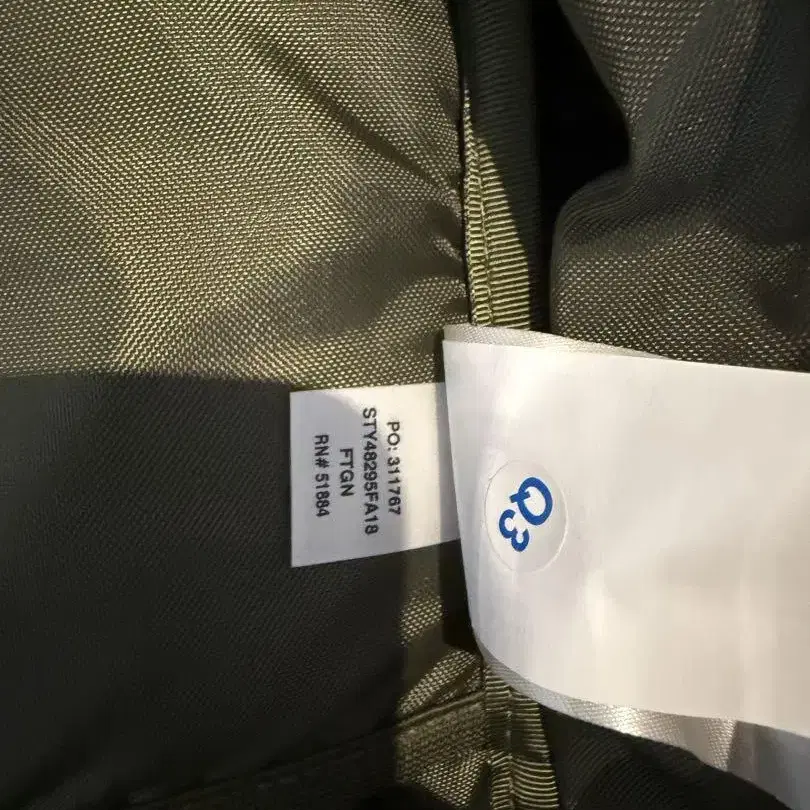 PO: 311767
STY48295FA18
FTGN
RN# 51884
Q3